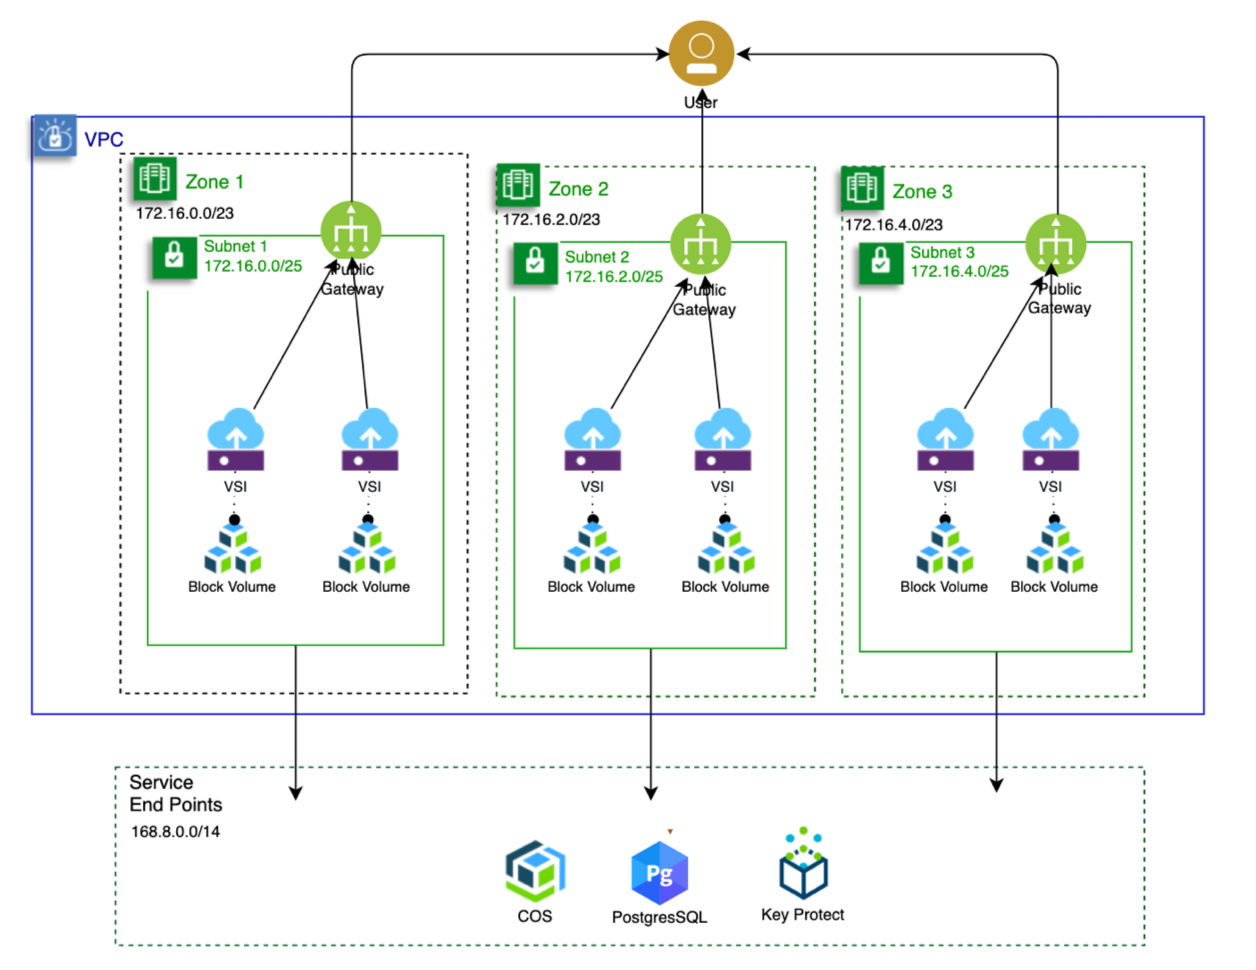 User
VPC
Zone 1
172.16.0.0/23
Subnet 1
172.16.0.0/25
Public
Gateway
VSI
VSI
Block Volume
Block Volume
Zone 2
172.16.2.0/23
Subnet 2
172.16.2.0/25
Public
Gateway
VSI
VSI
Block Volume
Block Volume
Zone 3
172.16.4.0/23
Subnet 3
172.16.4.0/25
Public
Gateway
VSI
VSI
Block Volume
Block Volume
Service
End Points
168.8.0.0/14
Pg
COS
PostgresSQL
Key Protect